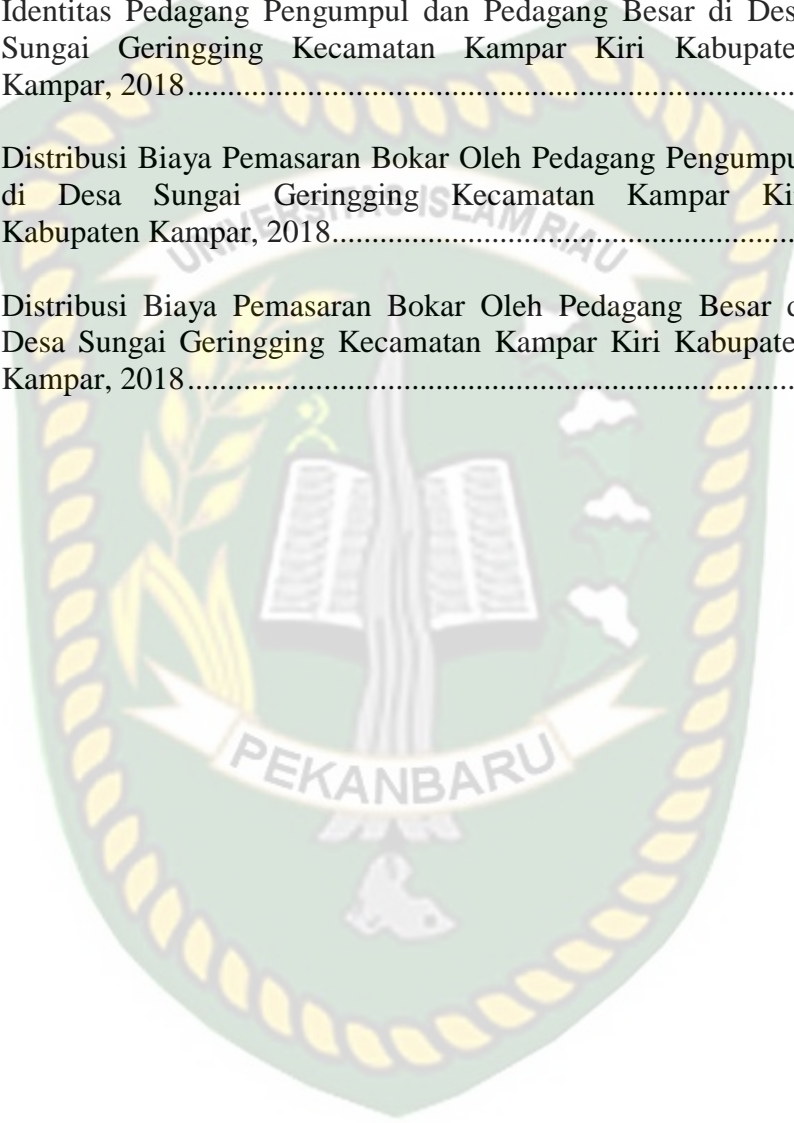 Identitas Pedagang Pengumpul dan Pedagang Besar di Des
Sungai Geringging Kecamatan Kampar Kiri Kabupate
Kampar, 2018............................................................................
Distribusi Biaya Pemasaran Bokar Oleh Pedagang Pengumpu
di Desa Sungai Geringging Kecamatan Kampar Ki
Kabupaten Kampar, 2018..........................................................
Distribusi Biaya Pemasaran Bokar Oleh Pedagang Besar d
Desa Sungai Geringging Kecamatan Kampar Kiri Kabupate
Kampar, 2018............................................................................
UNIVERSITAS ISLAM RIAU
PEKANBARU